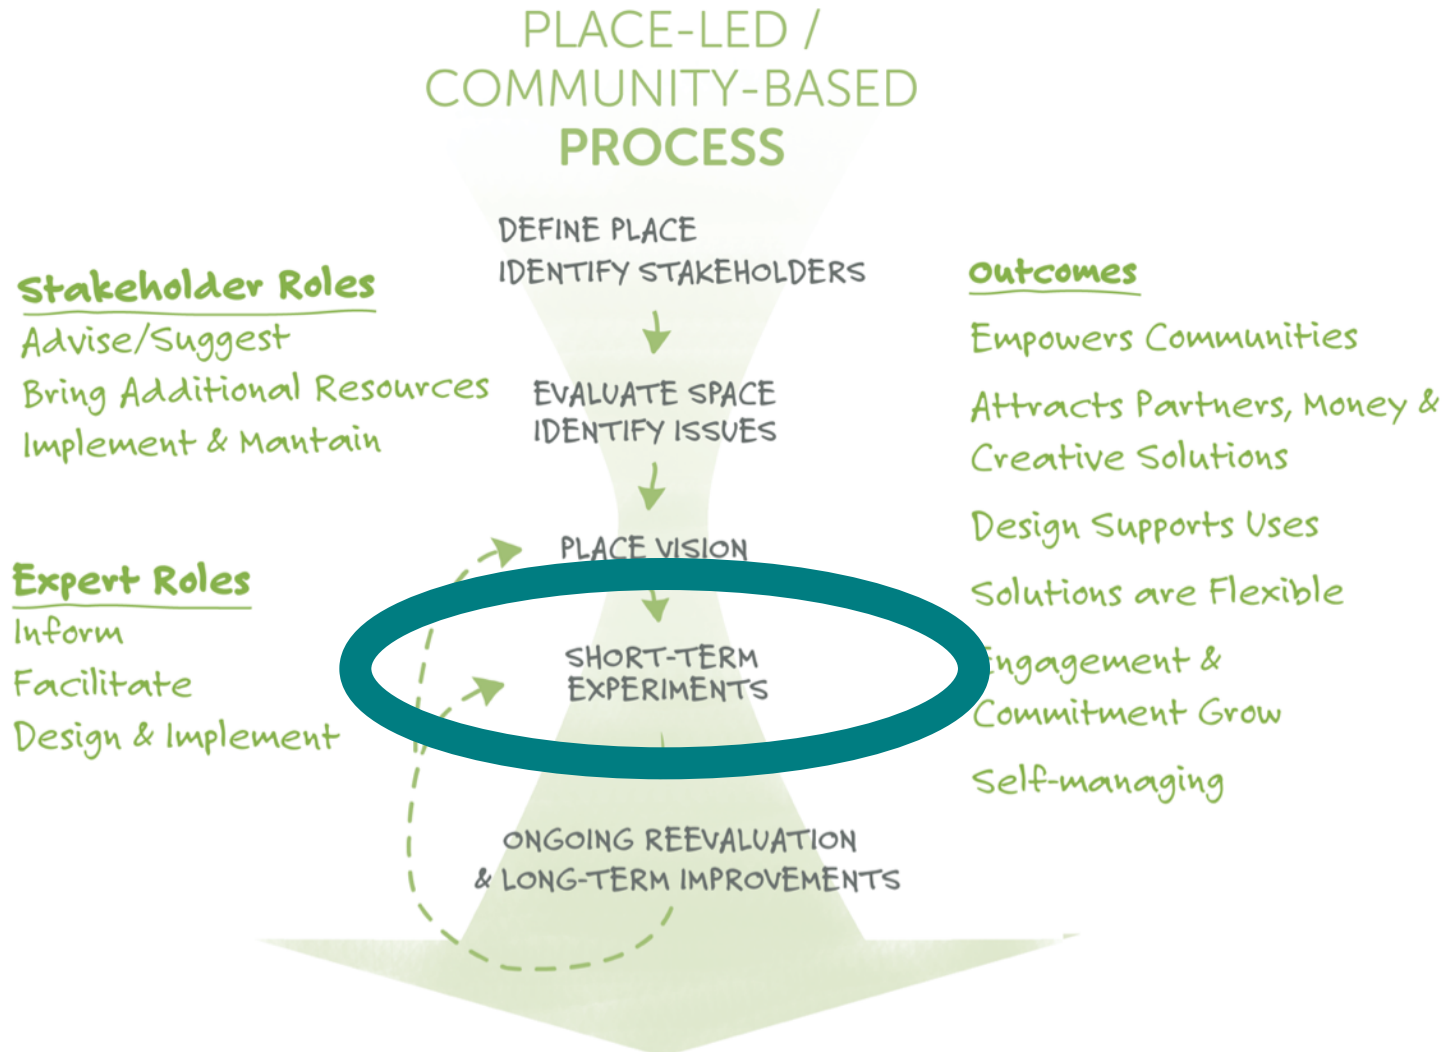 PLACE-LED /
COMMUNITY-BASED
PROCESS
DEFINE PLACE
IDENTIFY STAKEHOLDERS
EVALUATE SPACE
IDENTIFY ISSUES
PLACE VISION
SHORT-TERM
EXPERIMENTS
ONGOING REEVALUATION
& LONG-TERM IMPROVEMENTS
Stakeholder Roles
Advise/Suggest
Bring Additional Resources
Implement & Mantain
Expert Roles
Inform
Facilitate
Design & Implement
Outcomes
Empowers Communities
Attracts Partners, Money &
Creative Solutions
Design Supports Uses
Solutions are Flexible
Engagement &
Commitment Grow
Self-managing